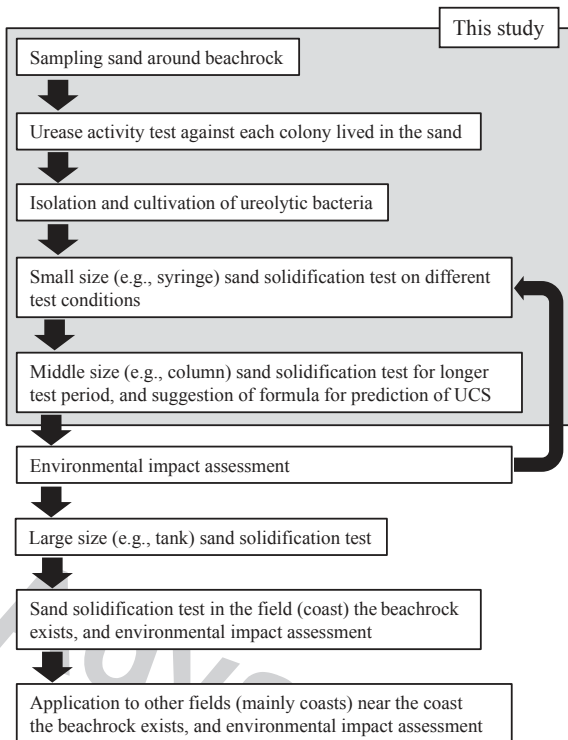 This study
Sampling sand around beachrock
Urease activity test against each colony lived in the sand
Isolation and cultivation of ureolytic bacteria
Small size (e.g., syringe) sand solidification test on different
test conditions
Middle size (e.g., column) sand solidification test for longer
test period, and suggestion of formula for prediction of UCS
Environmental impact assessment
Large size (e.g., tank) sand solidification test
Sand solidification test in the field (coast) the beachrock
exists, and environmental impact assessment
Application to other fields (mainly coasts) near the coast
the beachrock exists, and environmental impact assessment